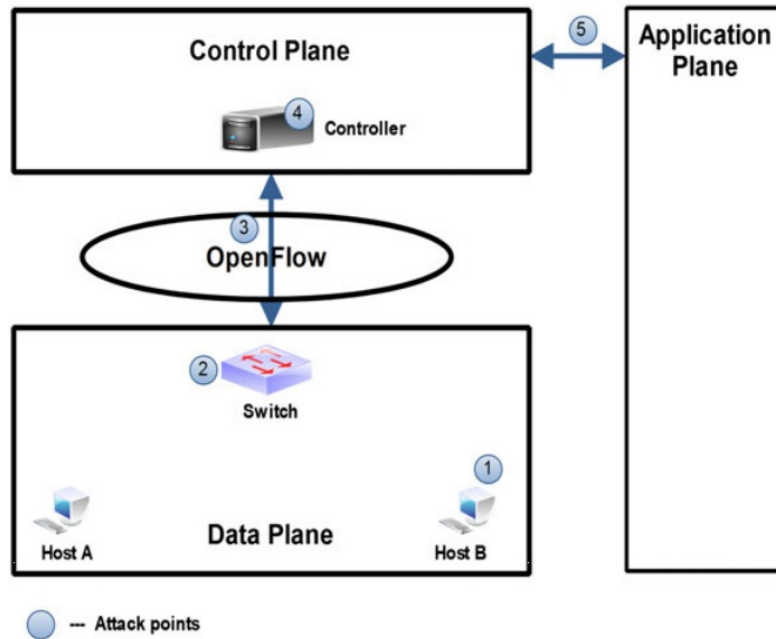 Control Plane
5
Application
Plane
4
Controller
3
OpenFlow
2
Switch
1
Host A
Data Plane
Host B
--- Attack points